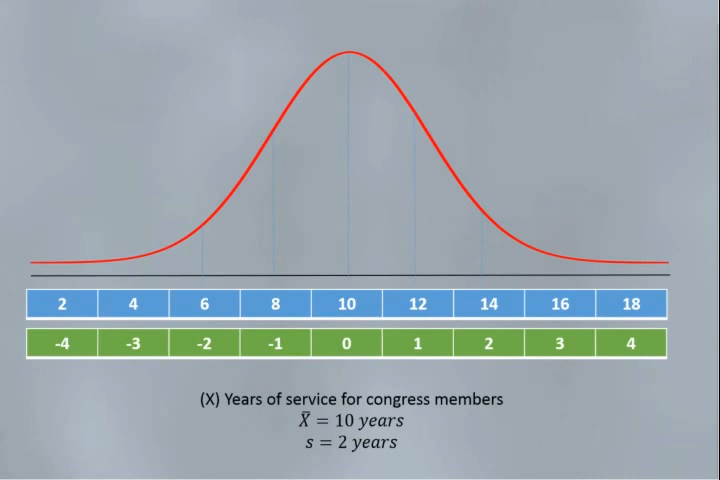 2 4 6 8 10 12 14 16 18
-4 -3 -2 -1 0 1 2 3 4
(X) Years of service for congress members
X̄ = 10 years
s = 2 years